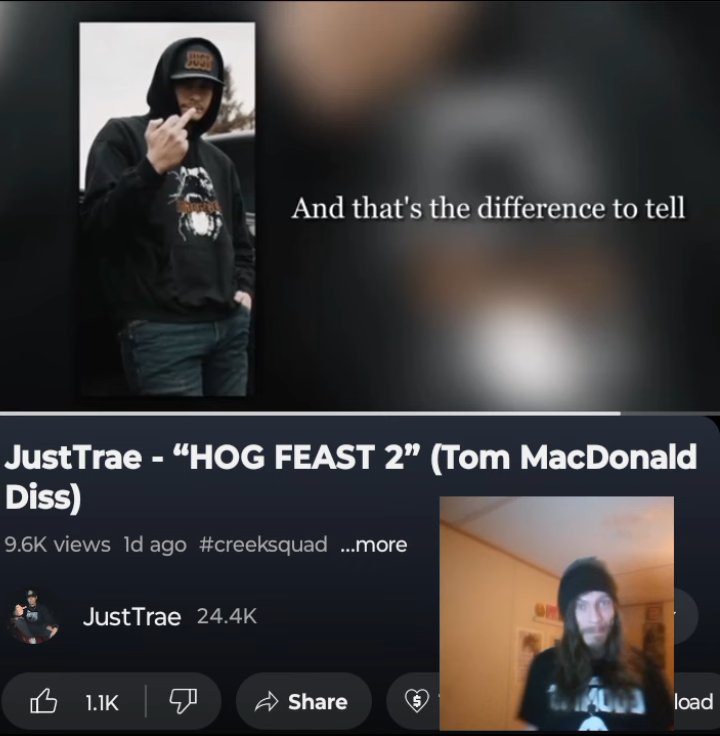 JUST
And that's the difference to tell
JustTrae - “HOG FEAST 2” (Tom MacDonald
Diss)
9.6K views 1d ago #creeksquad ...more
JustTrae 24.4K
1.1K
Share
load